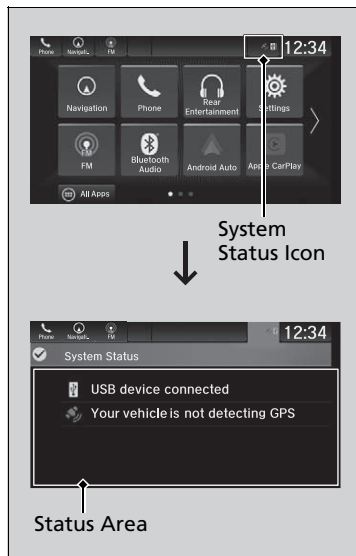 Phone Navigati.. FM 12:34
Navigation Phone Rear Entertainment Settings
FM Bluetooth Audio Android Auto Apple CarPlay
All Apps
System
Status Icon
Phone Navigati.. FM 12:34
System Status
USB device connected
Your vehicle is not detecting GPS
Status Area